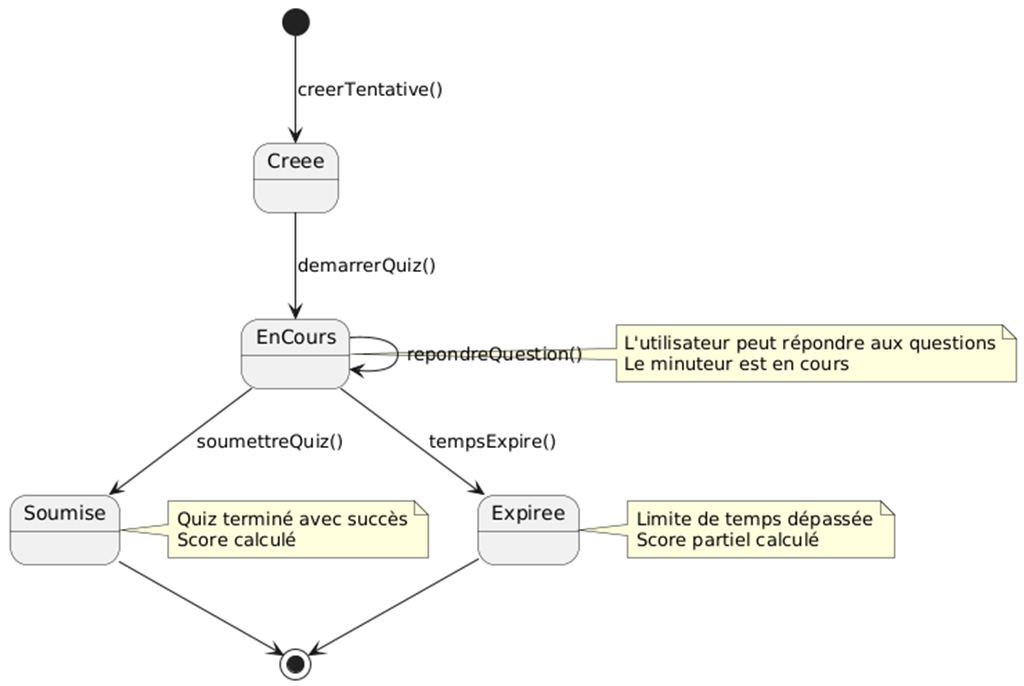 creerTentative()
Creee
demarrerQuiz()
EnCours
repondreQuestion()
L'utilisateur peut répondre aux questions
Le minuteur est en cours
soumettreQuiz()
tempsExpire()
Soumise
Quiz terminé avec succès
Score calculé
Expiree
Limite de temps dépassée
Score partiel calculé